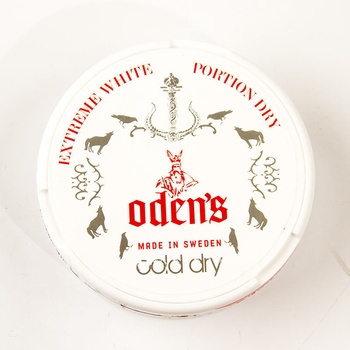 EXTREME WHITE PORTION DRY
oden's
MADE IN SWEDEN
cold dry